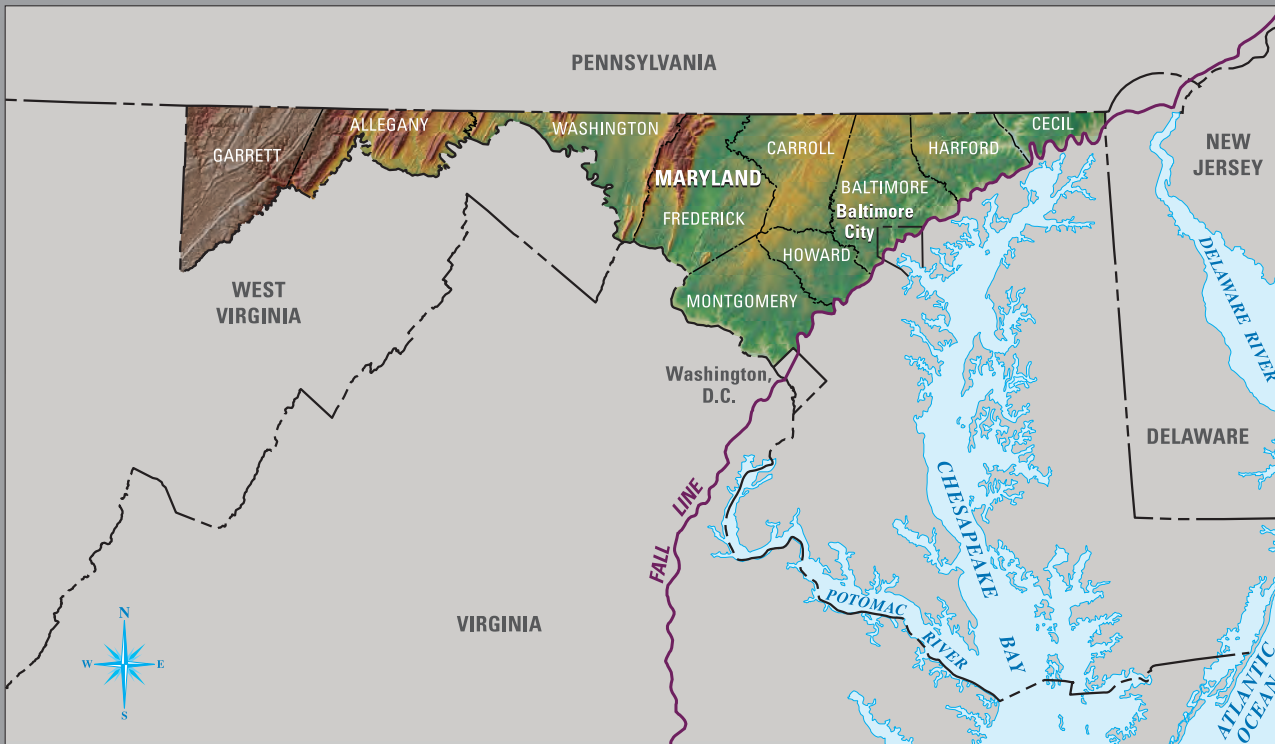 PENNSYLVANIA
GARRETT
ALLEGANY
WASHINGTON
CARROLL
HARFORD
CECIL
NEW
JERSEY
MARYLAND
BALTIMORE
Baltimore
City
FREDERICK
HOWARD
MONTGOMERY
WEST
VIRGINIA
Washington,
D.C.
DELAWARE RIVER
DELAWARE
FALL LINE
CHESAPEAKE BAY
POTOMAC RIVER
VIRGINIA
ATLANTIC
OCEAN
N
W E
S